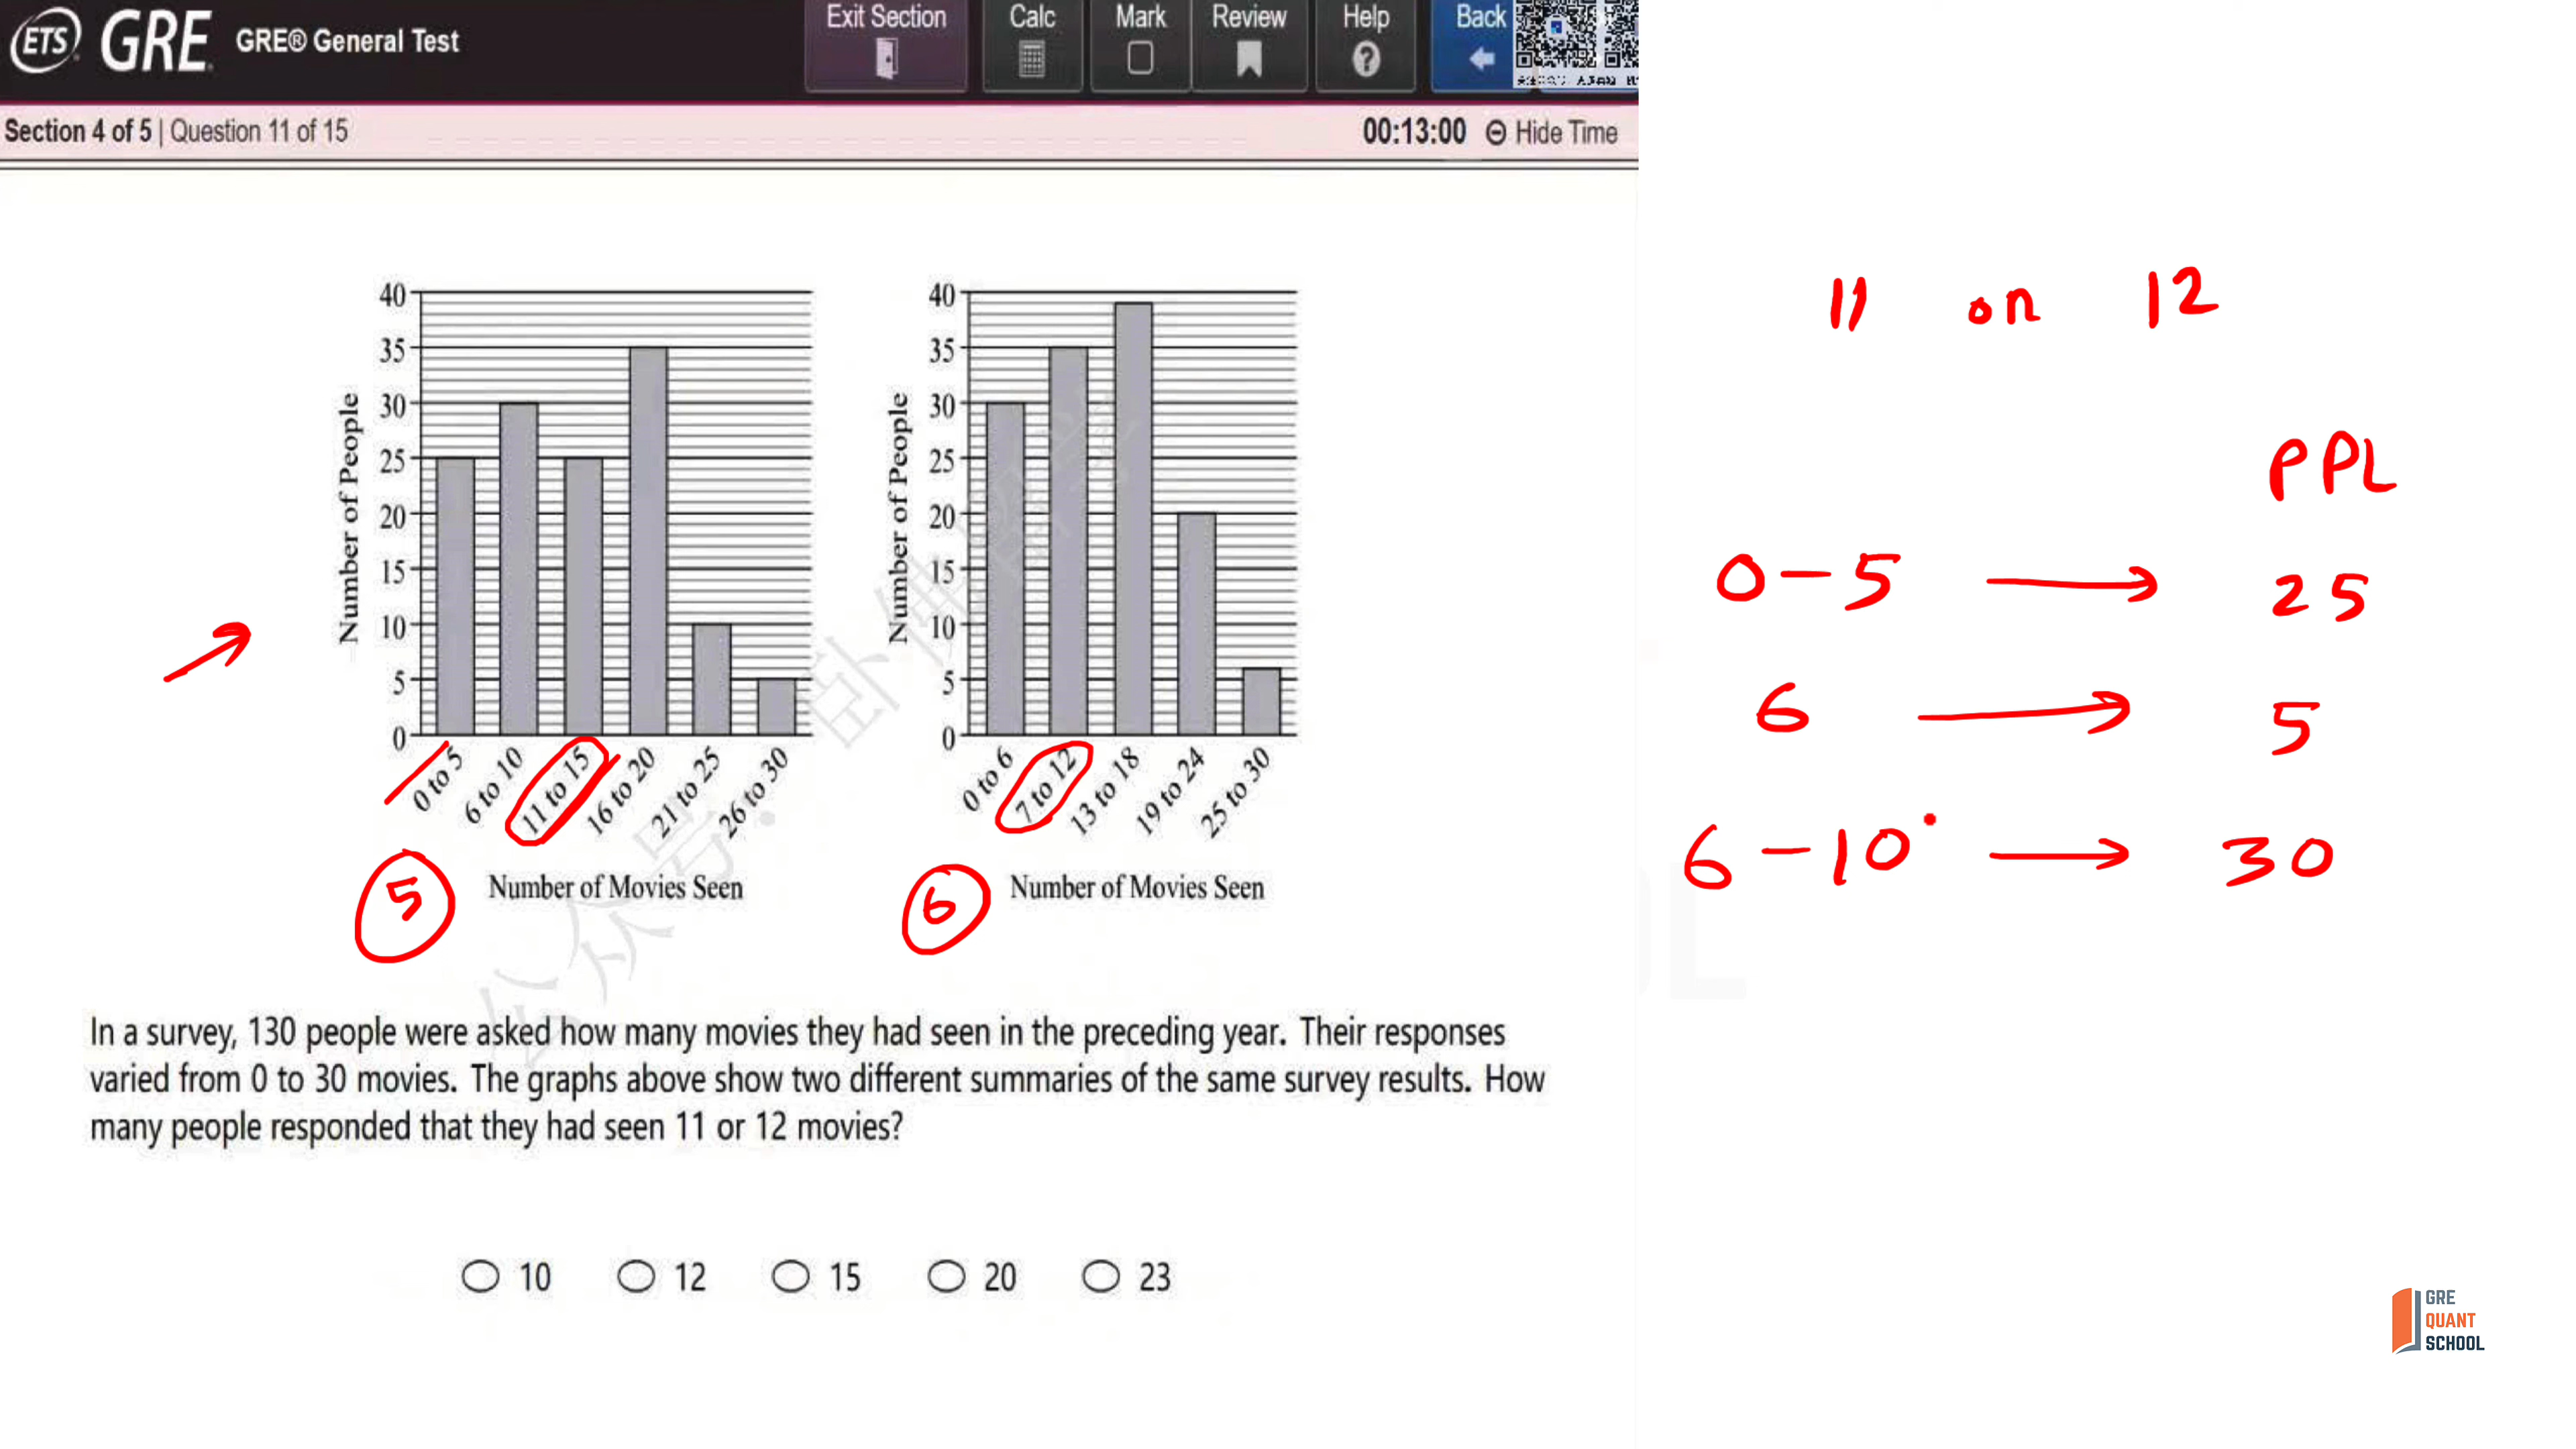 ETS GRE GRE® General Test
Exit Section
Calc
Mark
Review
Help
Back
Section 4 of 5 | Question 11 of 15
00:13:00 Hide Time
Number of People
40
35
30
25
20
15
10
5
0
0 to 5
6 to 10
11 to 15
16 to 20
21 to 25
26 to 30
Number of Movies Seen
5
Number of People
40
35
30
25
20
15
10
5
0
0 to 6
7 to 12
13 to 18
19 to 24
25 to 30
Number of Movies Seen
6
公众号:卧佛留学
In a survey, 130 people were asked how many movies they had seen in the preceding year. Their responses
varied from 0 to 30 movies. The graphs above show two different summaries of the same survey results. How
many people responded that they had seen 11 or 12 movies?
10 12 15 20 23
11 or 12
PPL
0-5 → 25
6 → 5
6-10 → 30
GRE
QUANT
SCHOOL